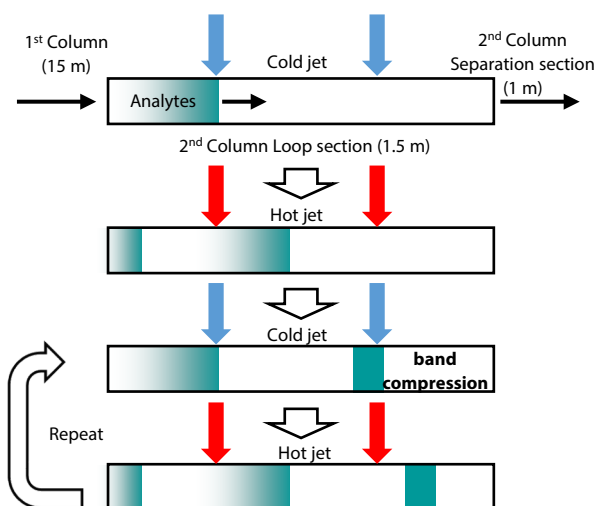 1st Column
(15 m)
Cold jet
2nd Column
Separation section
(1 m)
Analytes
2nd Column Loop section (1.5 m)
Hot jet
Cold jet
band
compression
Repeat
Hot jet